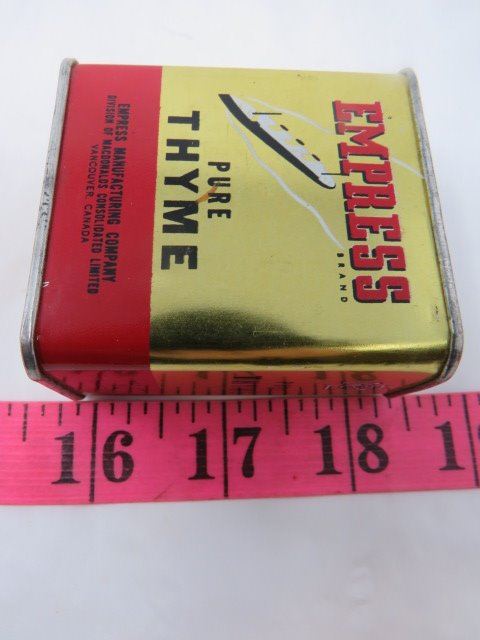 EMPRESS
BRAND
PURE
THYME
EMPRESS MANUFACTURING COMPANY
DIVISION OF MACDONALDS CONSOLIDATED LIMITED
VANCOUVER, CANADA
16 17 18